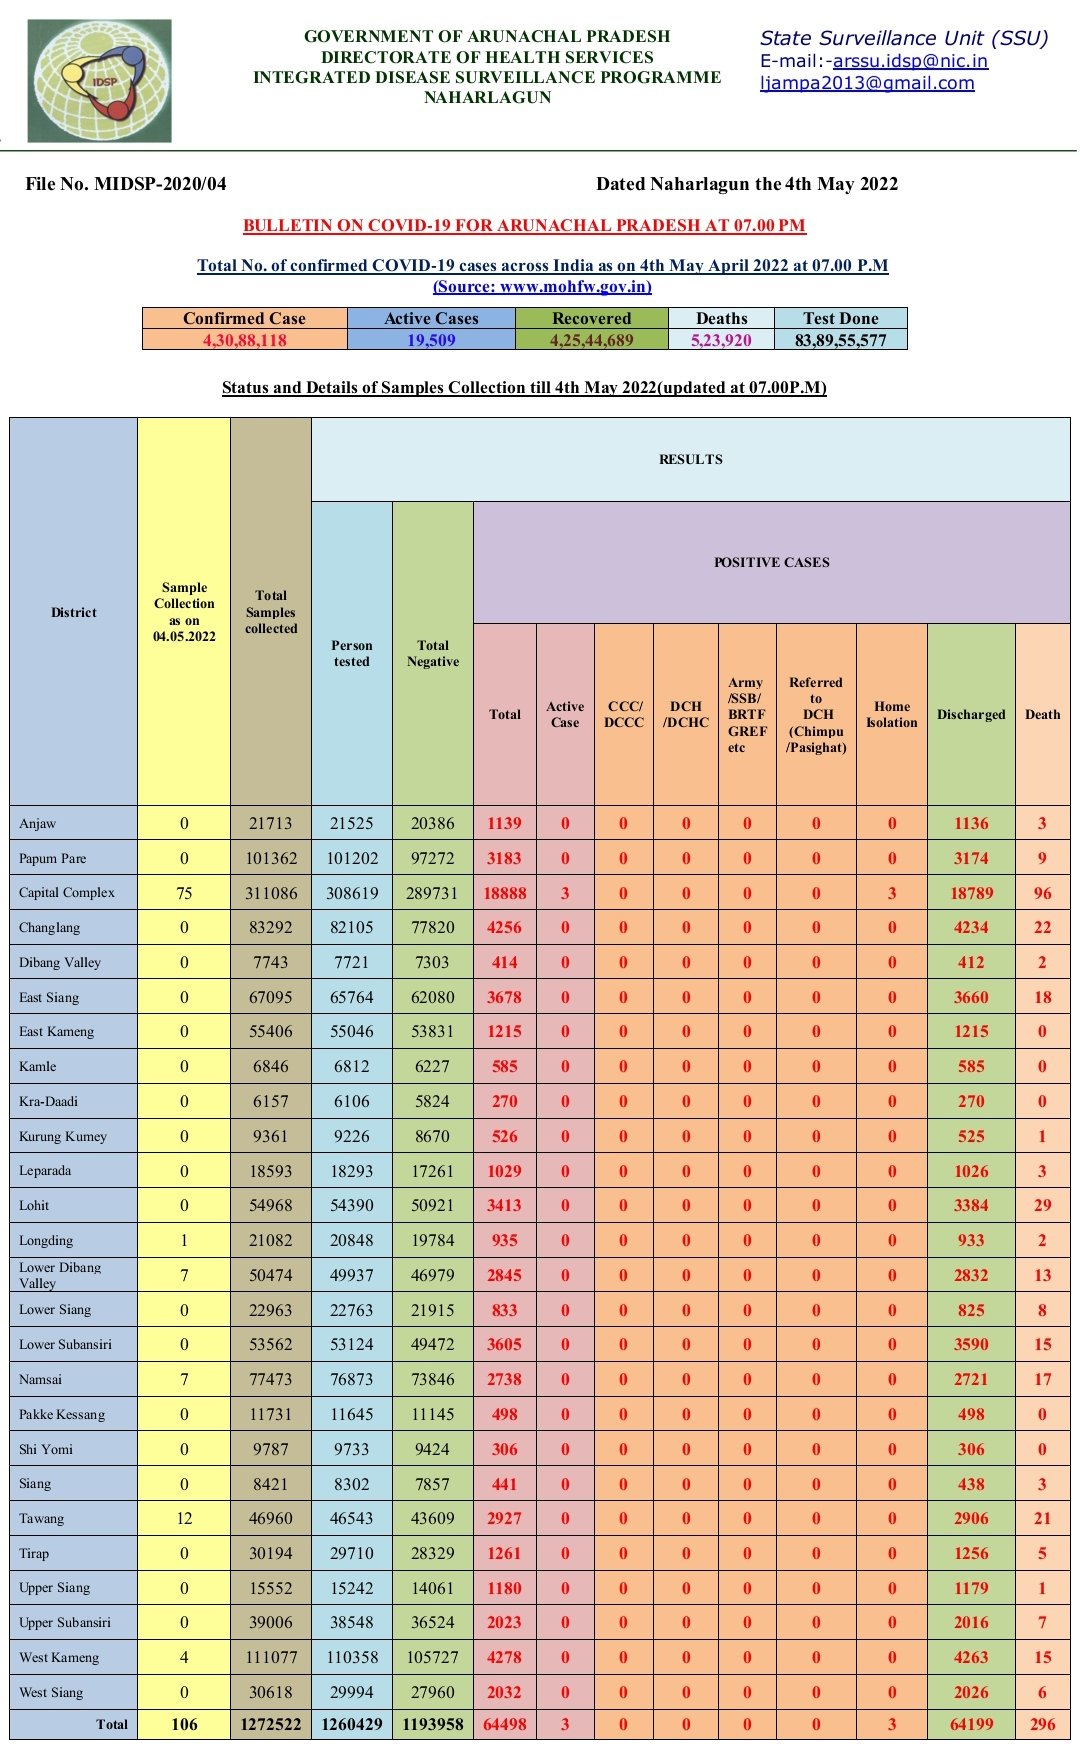 IDSP
GOVERNMENT OF ARUNACHAL PRADESH
DIRECTORATE OF HEALTH SERVICES
INTEGRATED DISEASE SURVEILLANCE PROGRAMME
NAHARLAGUN
State Surveillance Unit (SSU)
E-mail:-arssu.idsp@nic.in
ljampa2013@gmail.com
File No. MIDSP-2020/04 Dated Naharlagun the 4th May 2022
BULLETIN ON COVID-19 FOR ARUNACHAL PRADESH AT 07.00 PM
Total No. of confirmed COVID-19 cases across India as on 4th May April 2022 at 07.00 P.M
(Source: www.mohfw.gov.in)
Confirmed Case Active Cases Recovered Deaths Test Done
4,30,88,118 19,509 4,25,44,689 5,23,920 83,89,55,577
Status and Details of Samples Collection till 4th May 2022(updated at 07.00P.M)
District
Sample
Collection
as on
04.05.2022
Total
Samples
collected
RESULTS
Person
tested
Total
Negative
POSITIVE CASES
Total
Active
Case
CCC/
DCCC
DCH
/DCHC
Army
/SSB/
BRTF
GREF
etc
Referred
to
DCH
(Chimpu
/Pasighat)
Home
Isolation
Discharged
Death
Anjaw 0 21713 21525 20386 1139 0 0 0 0 0 0 1136 3
Papum Pare 0 101362 101202 97272 3183 0 0 0 0 0 0 3174 9
Capital Complex 75 311086 308619 289731 18888 3 0 0 0 0 3 18789 96
Changlang 0 83292 82105 77820 4256 0 0 0 0 0 0 4234 22
Dibang Valley 0 7743 7721 7303 414 0 0 0 0 0 0 412 2
East Siang 0 67095 65764 62080 3678 0 0 0 0 0 0 3660 18
East Kameng 0 55406 55046 53831 1215 0 0 0 0 0 0 1215 0
Kamle 0 6846 6812 6227 585 0 0 0 0 0 0 585 0
Kra-Daadi 0 6157 6106 5824 270 0 0 0 0 0 0 270 0
Kurung Kumey 0 9361 9226 8670 526 0 0 0 0 0 0 525 1
Leparada 0 18593 18293 17261 1029 0 0 0 0 0 0 1026 3
Lohit 0 54968 54390 50921 3413 0 0 0 0 0 0 3384 29
Longding 1 21082 20848 19784 935 0 0 0 0 0 0 933 2
Lower Dibang
Valley 7 50474 49937 46979 2845 0 0 0 0 0 0 2832 13
Lower Siang 0 22963 22763 21915 833 0 0 0 0 0 0 825 8
Lower Subansiri 0 53562 53124 49472 3605 0 0 0 0 0 0 3590 15
Namsai 7 77473 76873 73846 2738 0 0 0 0 0 0 2721 17
Pakke Kessang 0 11731 11645 11145 498 0 0 0 0 0 0 498 0
Shi Yomi 0 9787 9733 9424 306 0 0 0 0 0 0 306 0
Siang 0 8421 8302 7857 441 0 0 0 0 0 0 438 3
Tawang 12 46960 46543 43609 2927 0 0 0 0 0 0 2906 21
Tirap 0 30194 29710 28329 1261 0 0 0 0 0 0 1256 5
Upper Siang 0 15552 15242 14061 1180 0 0 0 0 0 0 1179 1
Upper Subansiri 0 39006 38548 36524 2023 0 0 0 0 0 0 2016 7
West Kameng 4 111077 110358 105727 4278 0 0 0 0 0 0 4263 15
West Siang 0 30618 29994 27960 2032 0 0 0 0 0 0 2026 6
Total 106 1272522 1260429 1193958 64498 3 0 0 0 0 3 64199 296